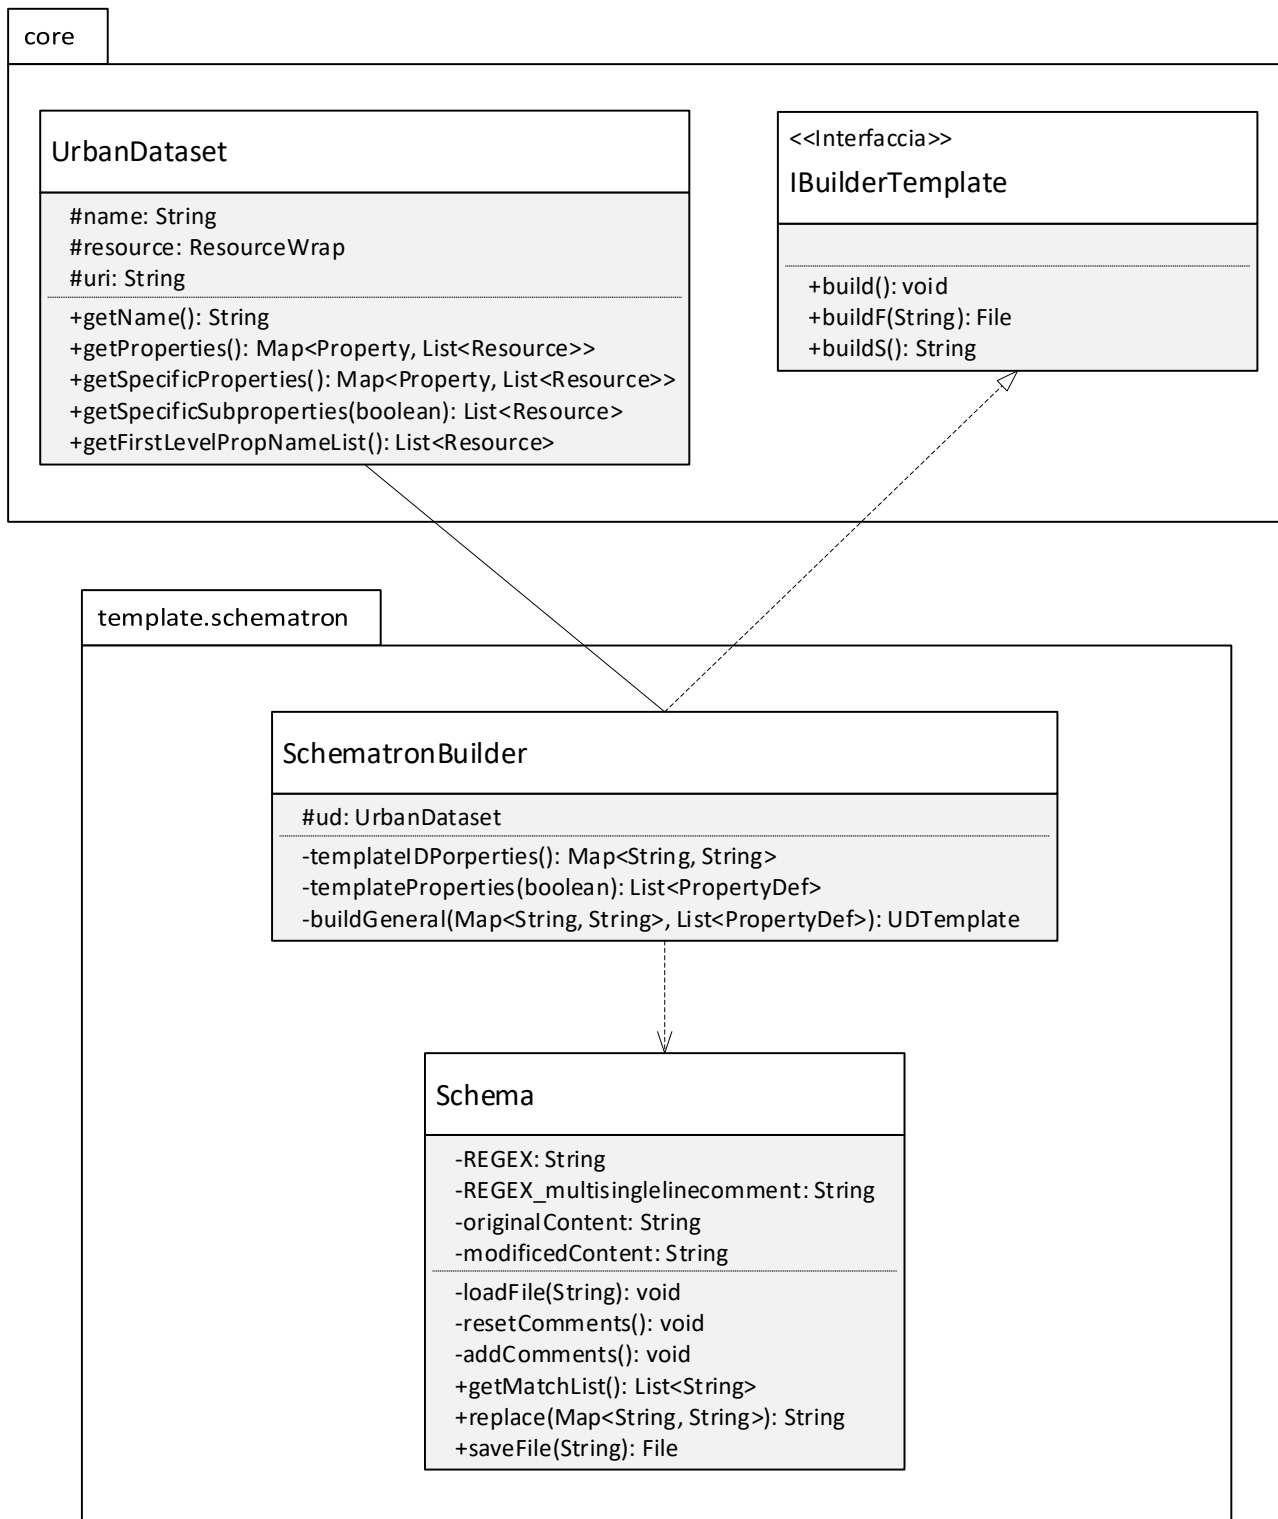 core
UrbanDataset
#name: String
#resource: ResourceWrap
#uri: String
+getName(): String
+getProperties(): Map<Property, List<Resource>>
+getSpecificProperties(): Map<Property, List<Resource>>
+getSpecificSubproperties(boolean): List<Resource>
+getFirstLevelPropNameList(): List<Resource>
<<Interfaccia>>
IBuilderTemplate
+build(): void
+buildF(String): File
+buildS(): String
template.schematron
SchematronBuilder
#ud: UrbanDataset
-templateIDPorperties(): Map<String, String>
-templateProperties(boolean): List<PropertyDef>
-buildGeneral(Map<String, String>, List<PropertyDef>): UDTemplate
Schema
-REGEX: String
-REGEX_multisinglelinecomment: String
-originalContent: String
-modificedContent: String
-loadFile(String): void
-resetComments(): void
-addComments(): void
+getMatchList(): List<String>
+replace(Map<String, String>): String
+saveFile(String): File